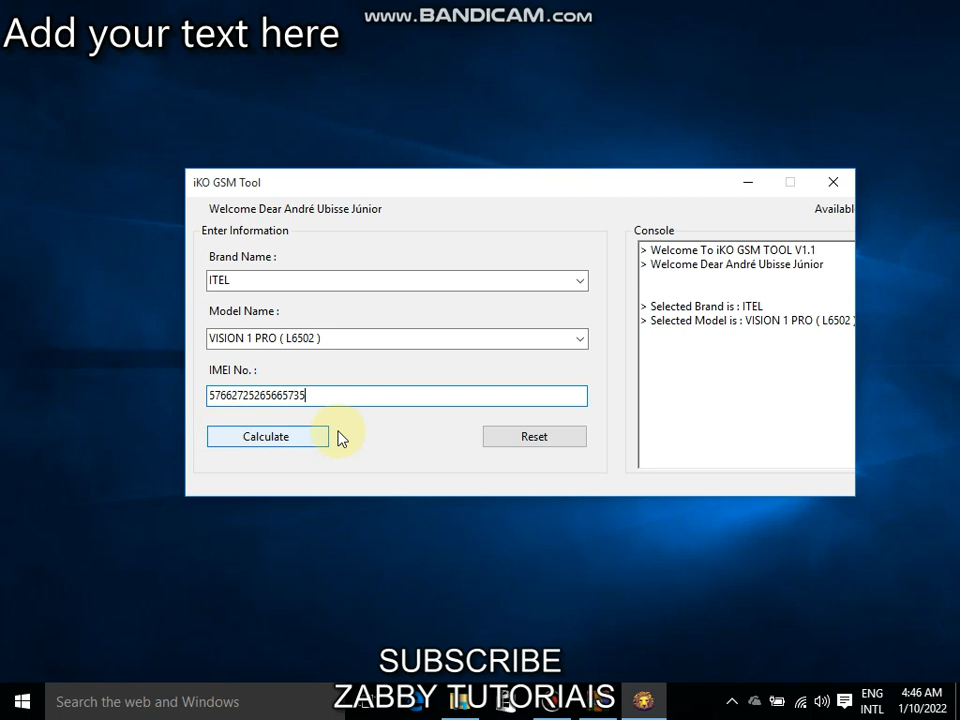 www.BANDICAM.com
Add your text here
iKO GSM Tool
Welcome Dear André Ubisse Júnior
Availabl
Enter Information
Console
Brand Name :
ITEL
Model Name :
VISION 1 PRO ( L6502 )
IMEI No. :
57662725265665735
Calculate
Reset
> Welcome To iKO GSM TOOL V1.1
> Welcome Dear André Ubisse Júnior
> Selected Brand is : ITEL
> Selected Model is : VISION 1 PRO ( L6502 )
SUBSCRIBE
ZABBY TUTORIAIS
Search the web and Windows
ENG
INTL
4:46 AM
1/10/2022